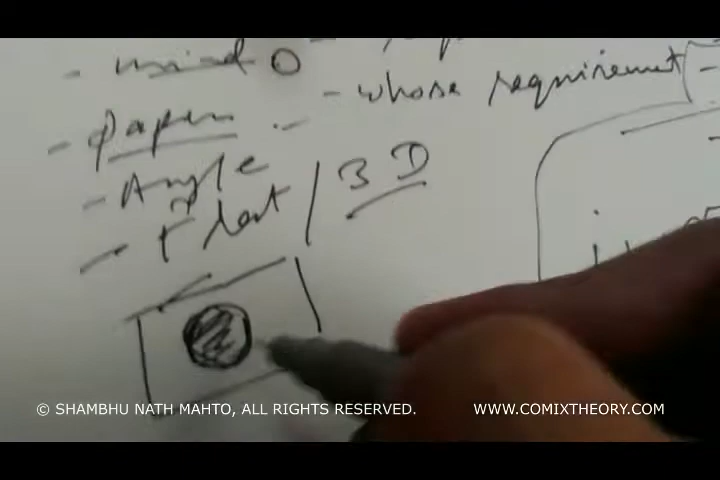 - mind O -
- whose requirement -
- Paper -
- Angle
- Flat / 3 D
© SHAMBHU NATH MAHTO, ALL RIGHTS RESERVED. WWW.COMIXTHEORY.COM